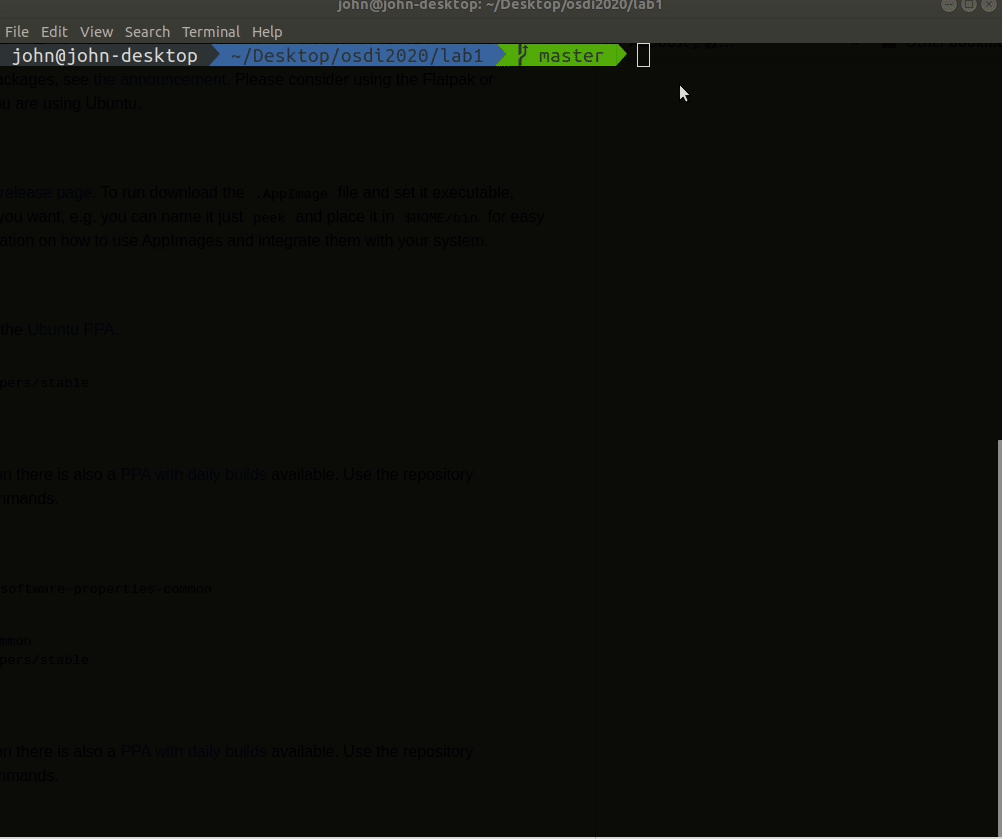 john@john-desktop: ~/Desktop/osdi2020/lab1
File Edit View Search Terminal Help
john@john-desktop ~/Desktop/osdi2020/lab1 master
ackages, see the announcement. Please consider using the Flatpak or
ou are using Ubuntu.
release page. To run download the .AppImage file and set it executable,
you want, e.g. you can name it just peek and place it in $HOME/bin for easy
ation on how to use AppImages and integrate them with your system.
the Ubuntu PPA.
pers/stable
on there is also a PPA with daily builds available. Use the repository
mmands.
software-properties-common
mmon
pers/stable
on there is also a PPA with daily builds available. Use the repository
mmands.